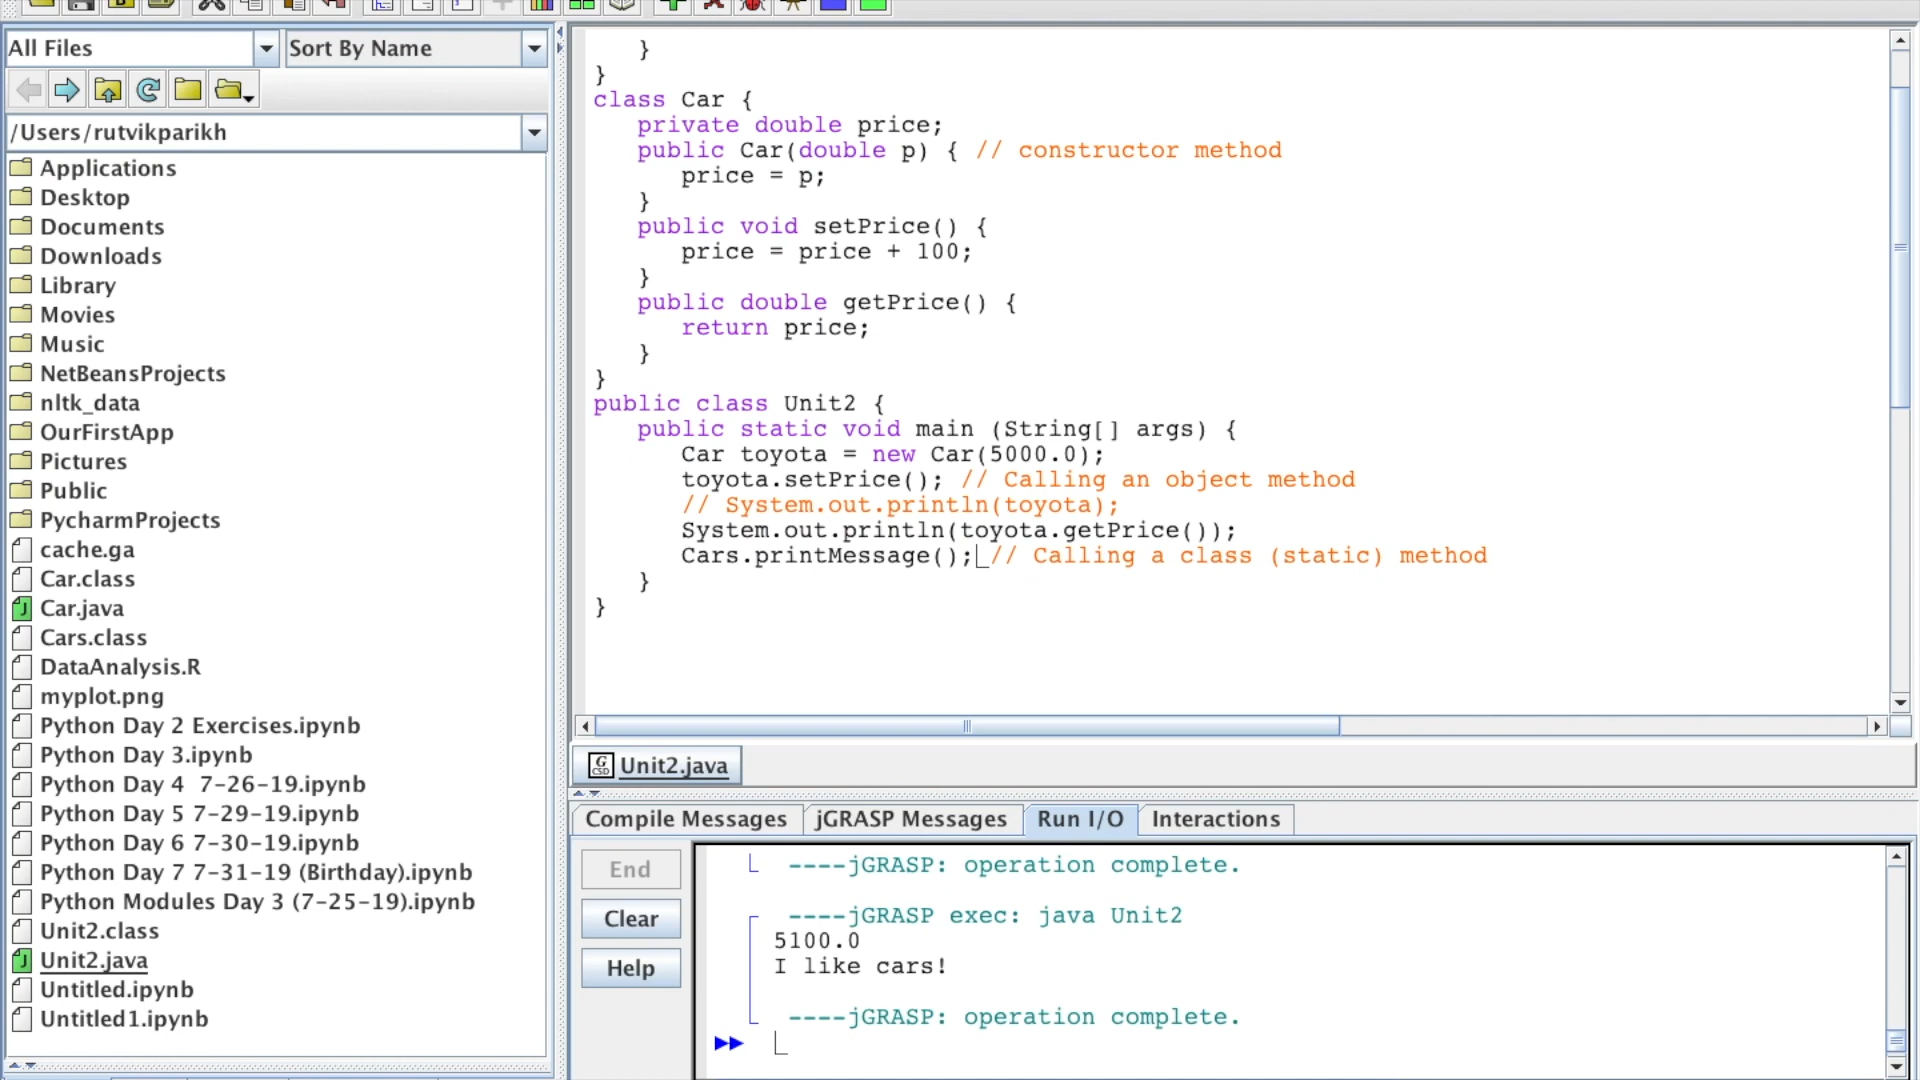 All Files
Sort By Name
/Users/rutvikparikh
Applications
Desktop
Documents
Downloads
Library
Movies
Music
NetBeansProjects
nltk_data
OurFirstApp
Pictures
Public
PycharmProjects
cache.ga
Car.class
Car.java
Cars.class
DataAnalysis.R
myplot.png
Python Day 2 Exercises.ipynb
Python Day 3.ipynb
Python Day 4  7-26-19.ipynb
Python Day 5 7-29-19.ipynb
Python Day 6 7-30-19.ipynb
Python Day 7 7-31-19 (Birthday).ipynb
Python Modules Day 3 (7-25-19).ipynb
Unit2.class
Unit2.java
Untitled.ipynb
Untitled1.ipynb
   }
}
class Car {
   private double price;
   public Car(double p) { // constructor method
      price = p;
   }
   public void setPrice() {
      price = price + 100;
   }
   public double getPrice() {
      return price;
   }
}
public class Unit2 {
   public static void main (String[] args) {
      Car toyota = new Car(5000.0);
      toyota.setPrice(); // Calling an object method
      // System.out.println(toyota);
      System.out.println(toyota.getPrice());
      Cars.printMessage(); // Calling a class (static) method
   }
}
Unit2.java
Compile Messages
jGRASP Messages
Run I/O
Interactions
End
Clear
Help
----jGRASP: operation complete.
----jGRASP exec: java Unit2
5100.0
I like cars!
----jGRASP: operation complete.